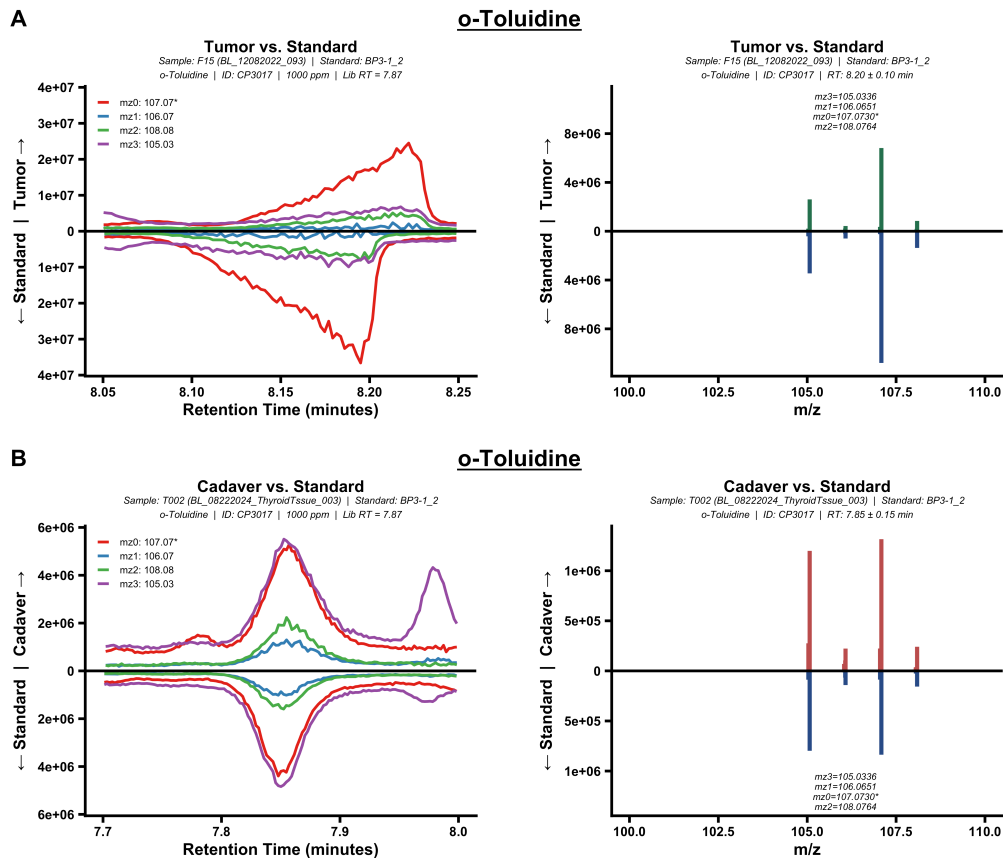 A
o-Toluidine
Tumor vs. Standard
Sample: F15 (BL_12082022_093) | Standard: BP3-1_2
o-Toluidine | ID: CP3017 | 1000 ppm | Lib RT = 7.87
← Standard | Tumor →
4e+07
3e+07
2e+07
1e+07
0
1e+07
2e+07
3e+07
4e+07
mz0: 107.07*
mz1: 106.07
mz2: 108.08
mz3: 105.03
8.05
8.10
8.15
8.20
8.25
Retention Time (minutes)
Tumor vs. Standard
Sample: F15 (BL_12082022_093) | Standard: BP3-1_2
o-Toluidine | ID: CP3017 | RT: 8.20 ± 0.10 min
mz3=105.0336
mz1=106.0651
mz0=107.0730*
mz2=108.0764
← Standard | Tumor →
8e+06
4e+06
0
4e+06
8e+06
100.0
102.5
105.0
107.5
110.0
m/z
B
o-Toluidine
Cadaver vs. Standard
Sample: T002 (BL_08222024_ThyroidTssue_003) | Standard: BP3-1_2
o-Toluidine | ID: CP3017 | 1000 ppm | Lib RT = 7.87
← Standard | Cadaver →
6e+06
4e+06
2e+06
0
2e+06
4e+06
6e+06
mz0: 107.07*
mz1: 106.07
mz2: 108.08
mz3: 105.03
7.7
7.8
7.9
8.0
Retention Time (minutes)
Cadaver vs. Standard
Sample: T002 (BL_08222024_ThyroidTssue_003) | Standard: BP3-1_2
o-Toluidine | ID: CP3017 | RT: 7.85 ± 0.15 min
← Standard | Cadaver →
1e+06
5e+05
0
5e+05
1e+06
mz3=105.0336
mz1=106.0651
mz0=107.0730*
mz2=108.0764
100.0
102.5
105.0
107.5
110.0
m/z